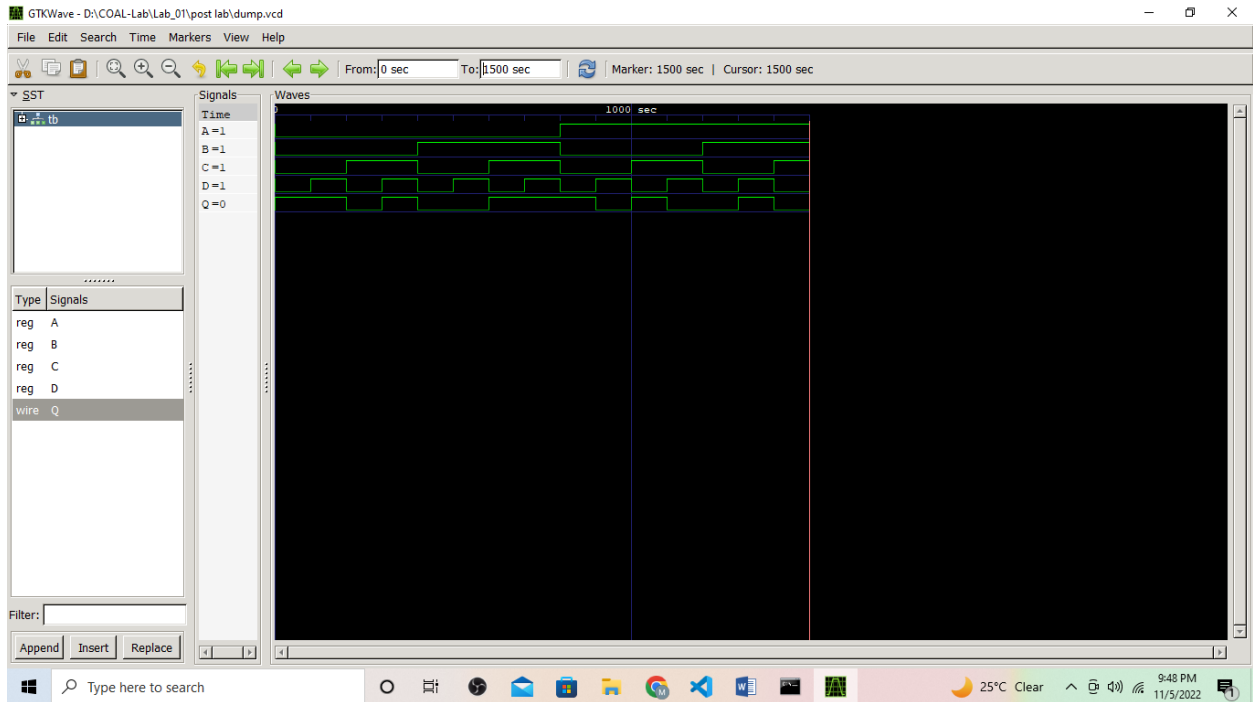 GTKWave - D:\COAL-Lab\Lab_01\post lab\dump.vcd
File Edit Search Time Markers View Help
From: 0 sec To: 1500 sec Marker: 1500 sec | Cursor: 1500 sec
SST
Signals
Waves
tb
Time
A =1
B =1
C =1
D =1
Q =0
0 1000 sec
Type Signals
reg A
reg B
reg C
reg D
wire Q
Filter:
Append Insert Replace
Type here to search
25°C Clear
9:48 PM
11/5/2022
1